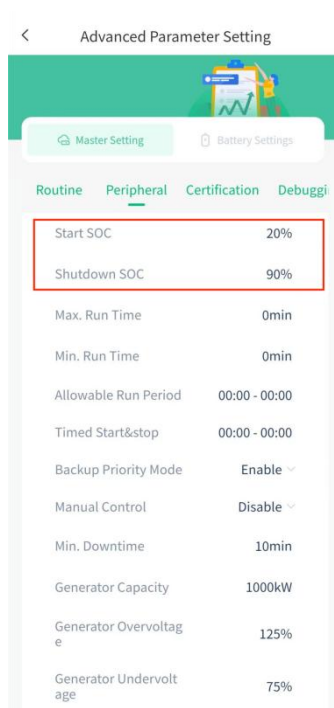 Advanced Parameter Setting
Master Setting Battery Settings
Routine Peripheral Certification Debuggi
Start SOC 20%
Shutdown SOC 90%
Max. Run Time 0min
Min. Run Time 0min
Allowable Run Period 00:00 - 00:00
Timed Start&stop 00:00 - 00:00
Backup Priority Mode Enable
Manual Control Disable
Min. Downtime 10min
Generator Capacity 1000kW
Generator Overvoltag
e 125%
Generator Undervolt
age 75%